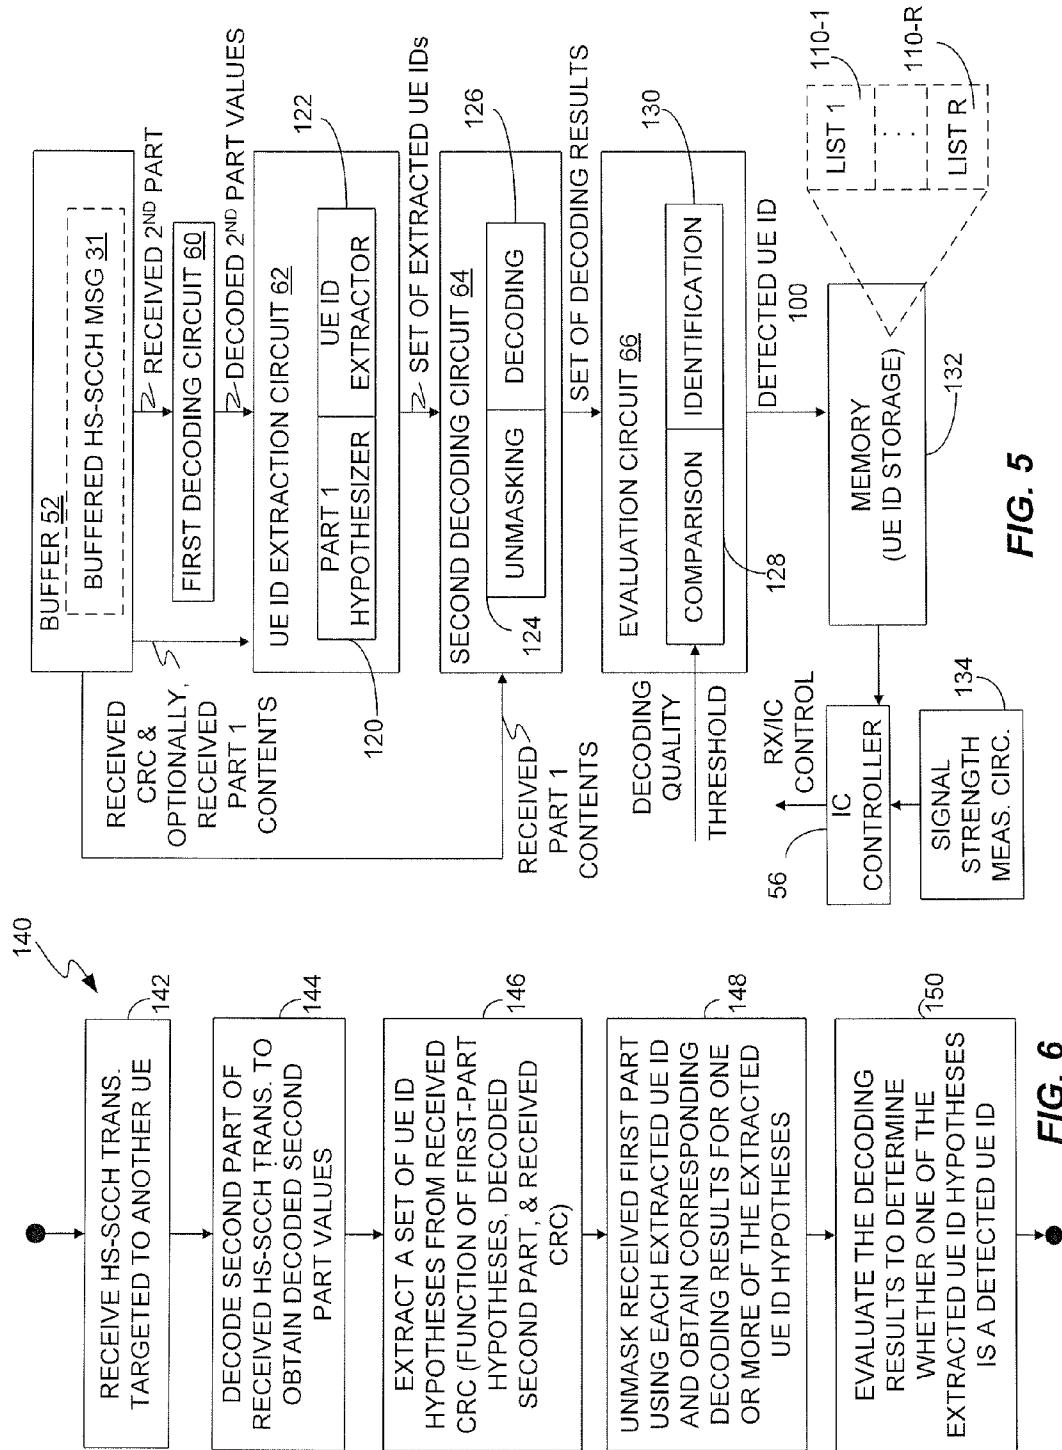 BUFFER 52
BUFFERED HS-SCCH MSG 31
RECEIVED 2ND PART
FIRST DECODING CIRCUIT 60
DECODED 2ND PART VALUES
RECEIVED
CRC &
OPTIONALLY,
RECEIVED
PART 1
CONTENTS
UE ID EXTRACTION CIRCUIT 62
PART 1
HYPOTHESIZER
UE ID
EXTRACTOR
120
122
SET OF EXTRACTED UE IDs
SECOND DECODING CIRCUIT 64
UNMASKING
DECODING
124
126
RECEIVED
PART 1
CONTENTS
SET OF DECODING RESULTS
EVALUATION CIRCUIT 66
COMPARISON
IDENTIFICATION
128
130
DECODING
QUALITY
THRESHOLD
DETECTED UE ID
100
MEMORY
(UE ID STORAGE)
132
LIST 1
LIST R
110-1
110-R
RX/IC
CONTROL
IC
CONTROLLER
56
SIGNAL
STRENGTH
MEAS. CIRC.
134
FIG. 5
140
RECEIVE HS-SCCH TRANS.
TARGETED TO ANOTHER UE
142
DECODE SECOND PART OF
RECEIVED HS-SCCH TRANS. TO
OBTAIN DECODED SECOND
PART VALUES
144
EXTRACT A SET OF UE ID
HYPOTHESES FROM RECEIVED
CRC (FUNCTION OF FIRST-PART
HYPOTHESES, DECODED
SECOND PART, & RECEIVED
CRC)
146
UNMASK RECEIVED FIRST PART
USING EACH EXTRACTED UE ID
AND OBTAIN CORRESPONDING
DECODING RESULTS FOR ONE
OR MORE OF THE EXTRACTED
UE ID HYPOTHESES
148
EVALUATE THE DECODING
RESULTS TO DETERMINE
WHETHER ONE OF THE
EXTRACTED UE ID HYPOTHESES
IS A DETECTED UE ID
150
FIG. 6